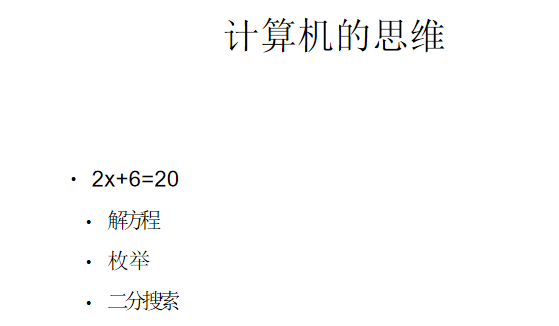 计算机的思维
• 2x+6=20
• 解方程
• 枚举
• 二分搜索